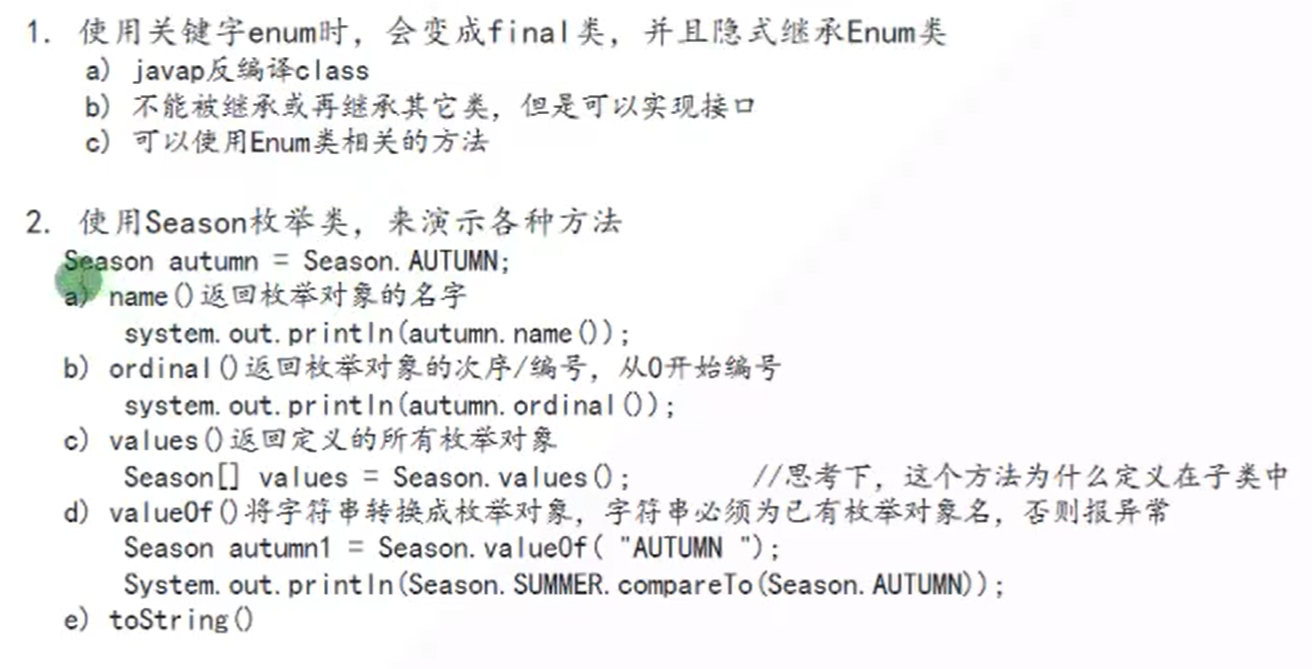 1. 使用关键字enum时，会变成final类，并且隐式继承Enum类
a) javap反编译class
b) 不能被继承或再继承其它类，但是可以实现接口
c) 可以使用Enum类相关的方法
2. 使用Season枚举类，来演示各种方法
Season autumn = Season.AUTUMN;
a) name()返回枚举对象的名字
system.out.println(autumn.name());
b) ordinal()返回枚举对象的次序/编号，从0开始编号
system.out.println(autumn.ordinal());
c) values()返回定义的所有枚举对象
Season[] values = Season.values(); //思考下，这个方法为什么定义在子类中
d) valueOf()将字符串转换成枚举对象，字符串必须为已有枚举对象名，否则报异常
Season autumn1 = Season.valueOf( "AUTUMN ");
System.out.println(Season.SUMMER.compareTo(Season.AUTUMN));
e) toString()